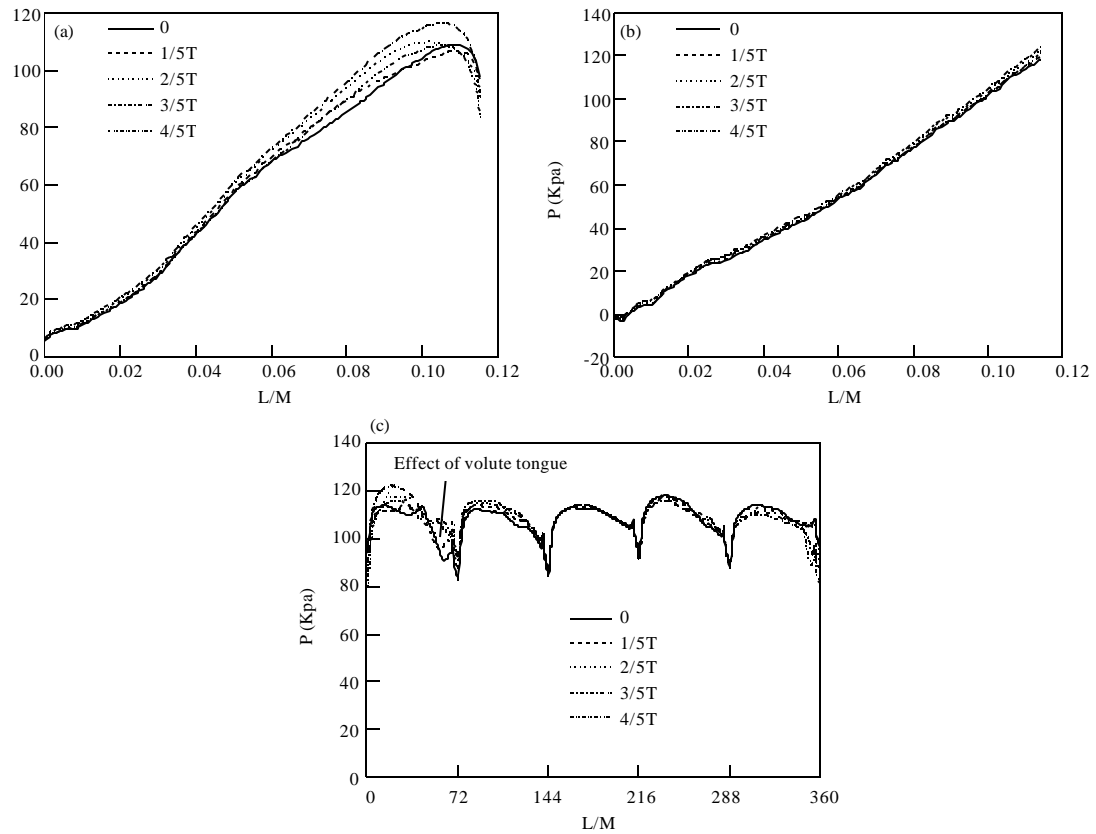 (a)
120
100
80
60
40
20
0
0
1/5T
2/5T
3/5T
4/5T
0.00 0.02 0.04 0.06 0.08 0.10 0.12
L/M
(b)
P (Kpa)
140
120
100
80
60
40
20
0
-20
0
1/5T
2/5T
3/5T
4/5T
0.00 0.02 0.04 0.06 0.08 0.10 0.12
L/M
(c)
P (Kpa)
140
120
100
80
60
40
20
0
Effect of volute tongue
0
1/5T
2/5T
3/5T
4/5T
0 72 144 216 288 360
L/M